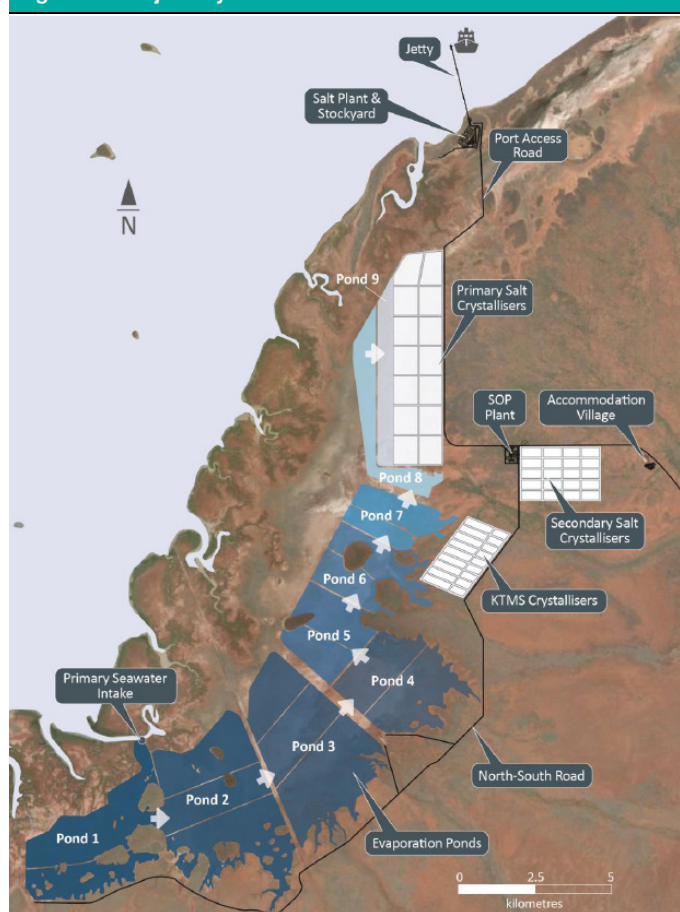 Jetty
Salt Plant &
Stockyard
Port Access
Road
N
Pond 9
Primary Salt
Crystallisers
SOP
Plant
Accommodation
Village
Pond 8
Pond 7
Secondary Salt
Crystallisers
Pond 6
KTMS Crystallisers
Pond 5
Primary Seawater
Intake
Pond 4
Pond 3
North-South Road
Pond 2
Pond 1
Evaporation Ponds
0 2.5 5
kilometres